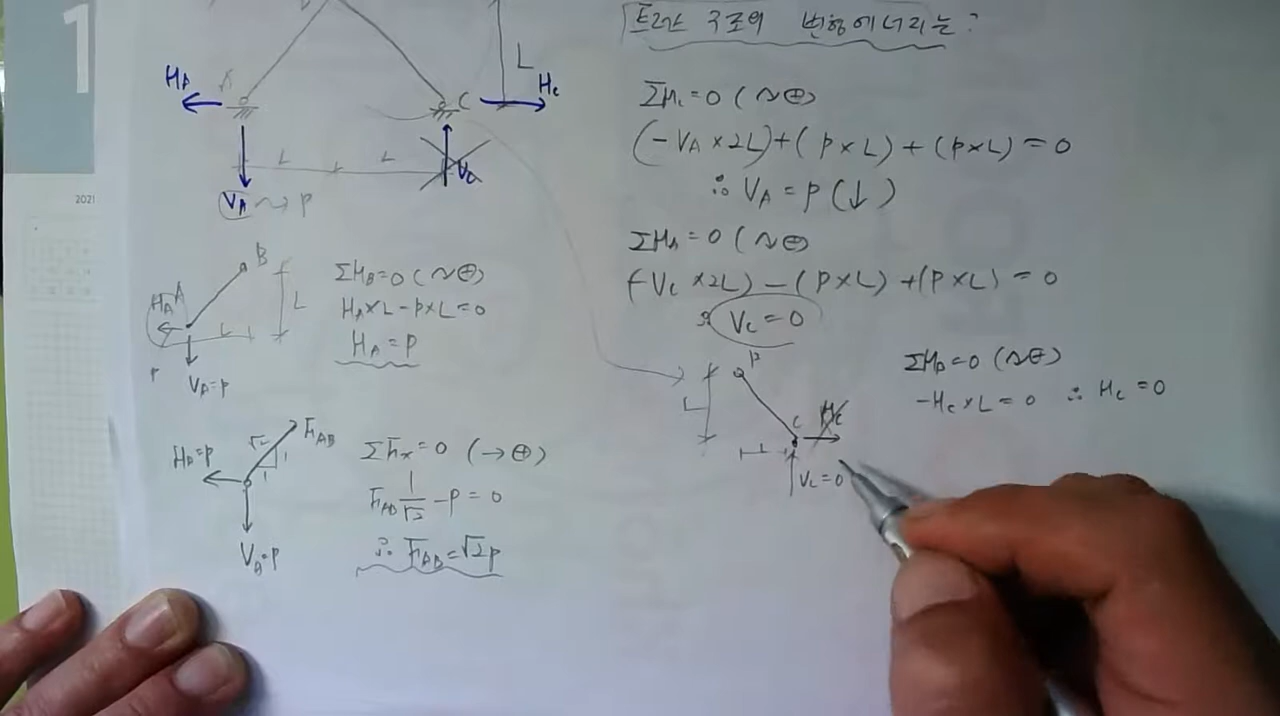 1
2021
트러스 구조의 변형에너지는?
H_A
A
C
H_c
L
L
L
V_A ~> P
V_c
ΣM_c=0 (↷⊕)
(-V_A×2L)+(P×L)+(P×L)=0
∴ V_A=P(↓)
ΣM_A=0 (↷⊕)
(-V_c×2L)-(P×L)+(P×L)=0
∴ V_c=0
B
A
H_A
L
L
P
V_A=P
ΣM_B=0 (↷⊕)
H_A×L-P×L=0
H_A=P
H_A=P
√2
1
1
F_AB
V_A=P
ΣF_x=0 (→⊕)
F_AB 1/√2 -P=0
∴ F_AB=√2P
L
L
C
H_c
V_c=0
ΣM_B=0 (↷⊕)
-H_c×L=0 ∴ H_c=0